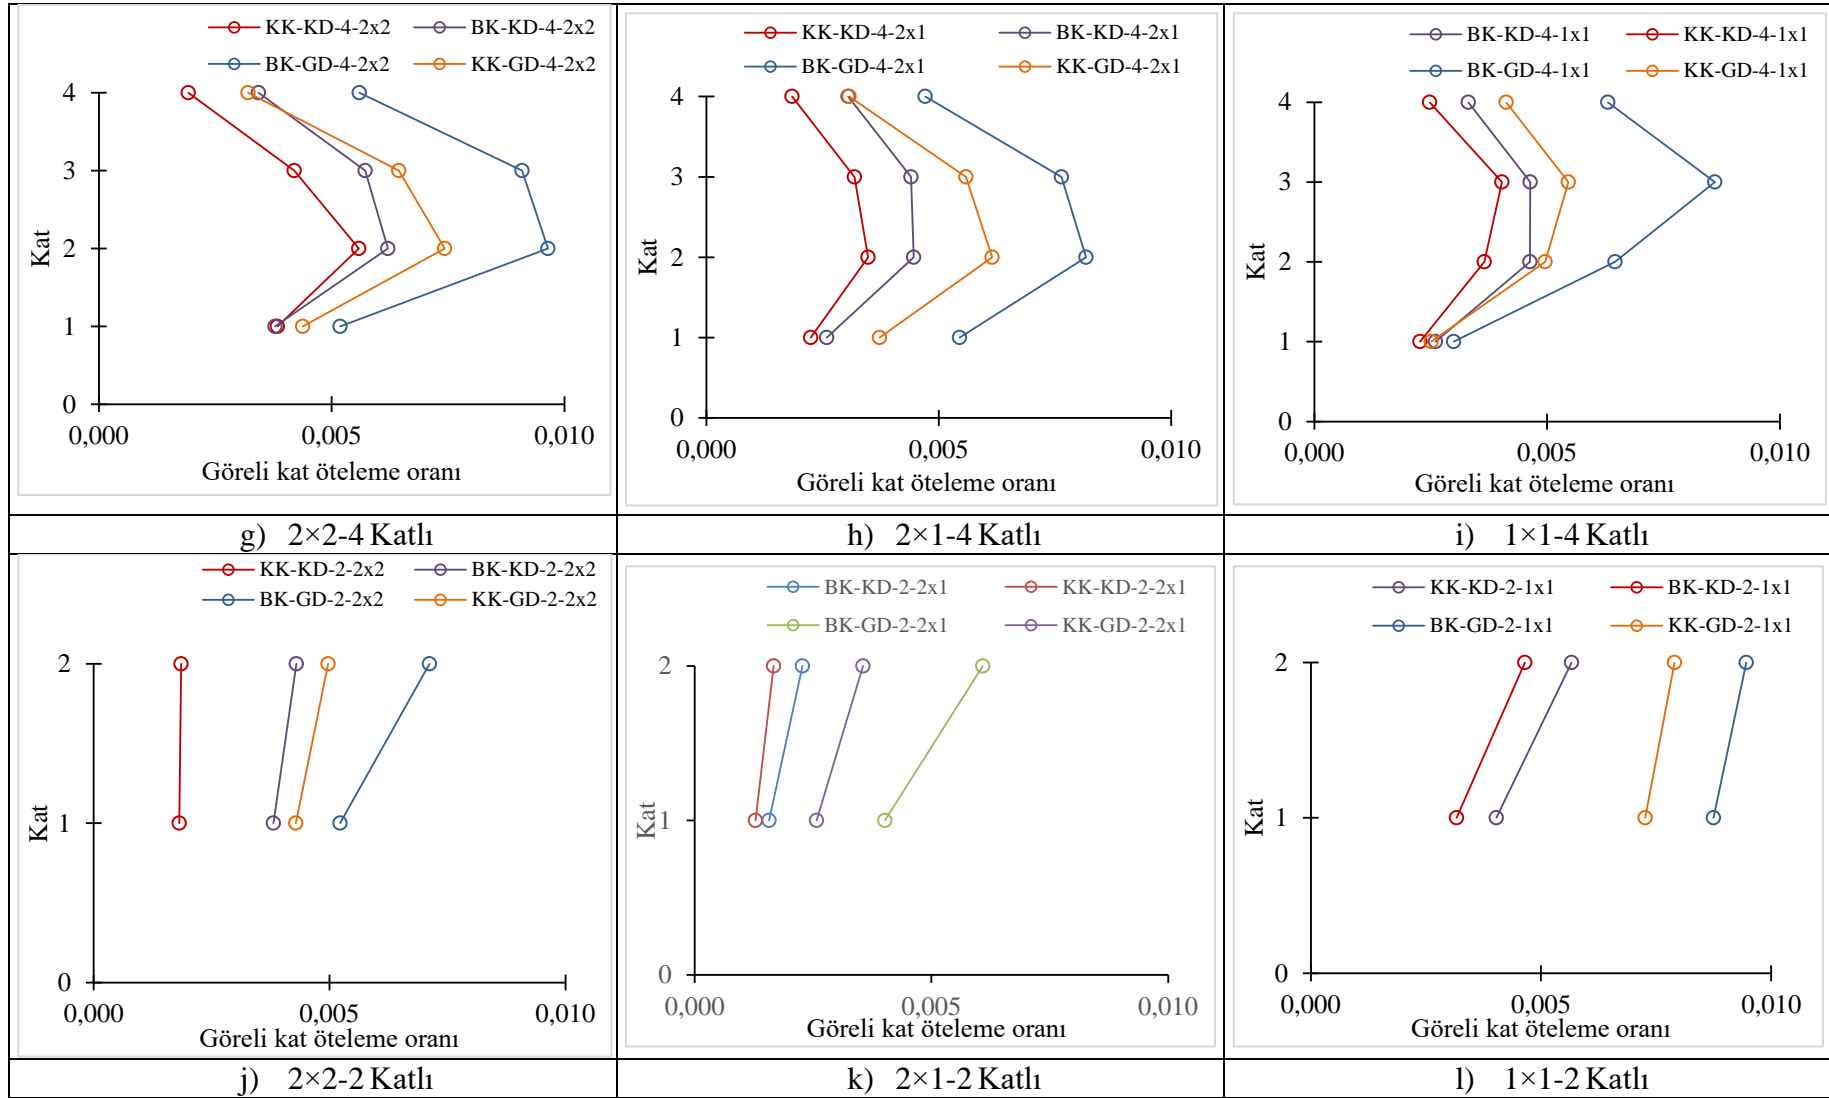 KK-KD-4-2x2 BK-KD-4-2x2
BK-GD-4-2x2 KK-GD-4-2x2
4
3
2
1
0
Kat
0,000 0,005 0,010
Göreli kat öteleme oranı
g) 2×2-4 Katlı
KK-KD-4-2x1 BK-KD-4-2x1
BK-GD-4-2x1 KK-GD-4-2x1
4
3
2
1
0
Kat
0,000 0,005 0,010
Göreli kat öteleme oranı
h) 2×1-4 Katlı
BK-KD-4-1x1 KK-KD-4-1x1
BK-GD-4-1x1 KK-GD-4-1x1
4
3
2
1
0
Kat
0,000 0,005 0,010
Göreli kat öteleme oranı
i) 1×1-4 Katlı
KK-KD-2-2x2 BK-KD-2-2x2
BK-GD-2-2x2 KK-GD-2-2x2
2
1
0
Kat
0,000 0,005 0,010
Göreli kat öteleme oranı
j) 2×2-2 Katlı
BK-KD-2-2x1 KK-KD-2-2x1
BK-GD-2-2x1 KK-GD-2-2x1
2
1
0
Kat
0,000 0,005 0,010
Göreli kat öteleme oranı
k) 2×1-2 Katlı
KK-KD-2-1x1 BK-KD-2-1x1
BK-GD-2-1x1 KK-GD-2-1x1
2
1
0
Kat
0,000 0,005 0,010
Göreli kat öteleme oranı
l) 1×1-2 Katlı